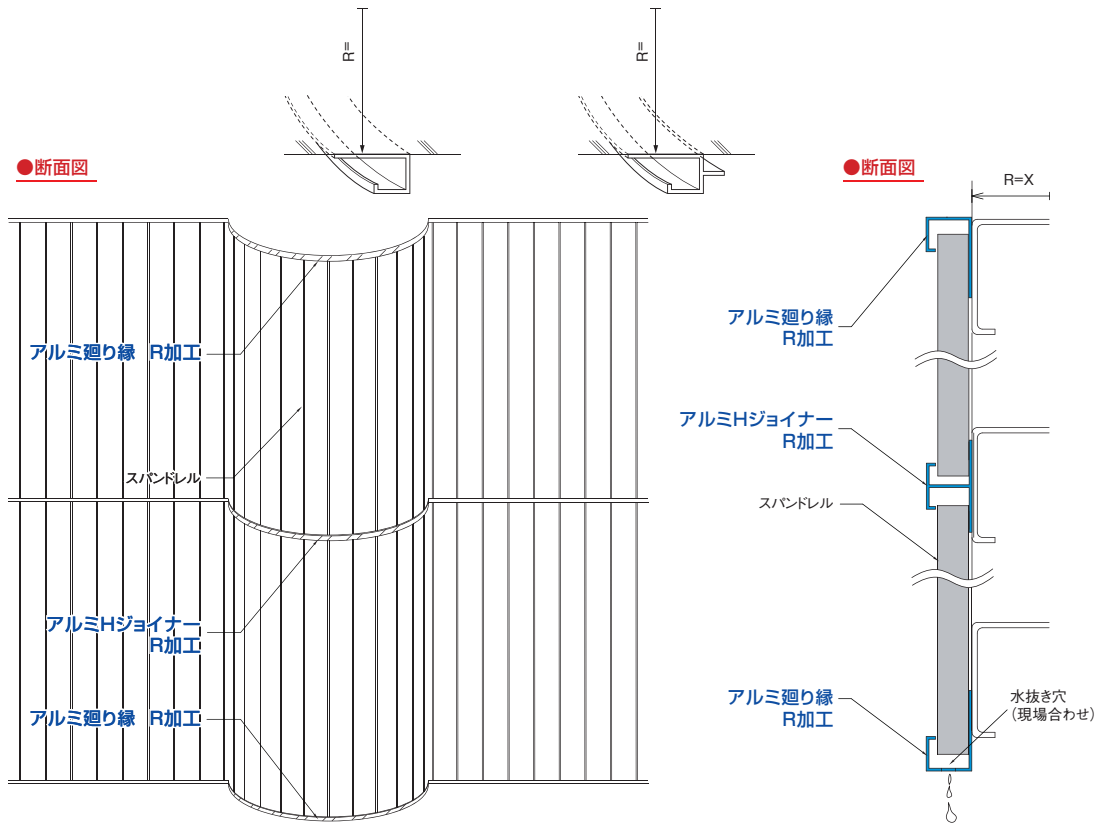 R=
R=
●断面図
アルミ廻り縁 R加工
スパンドレル
アルミHジョイナー
R加工
アルミ廻り縁 R加工
●断面図
R=X
アルミ廻り縁
R加工
アルミHジョイナー
R加工
スパンドレル
アルミ廻り縁
R加工
水抜き穴
（現場合わせ）